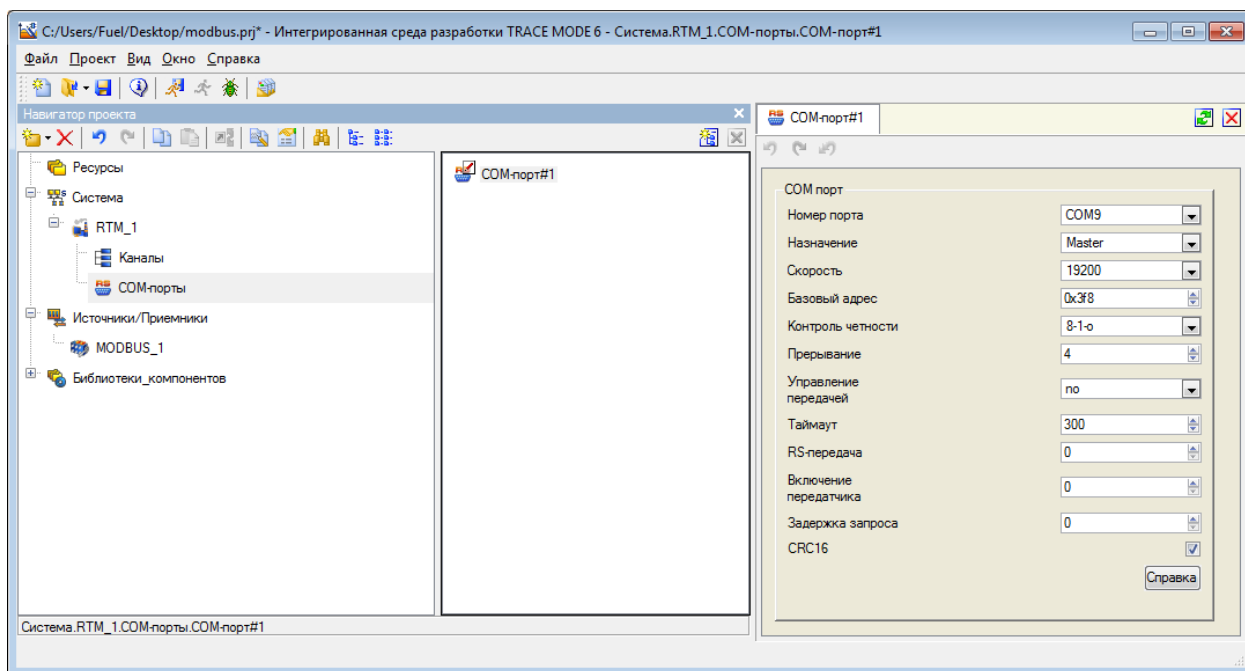 C:/Users/Fuel/Desktop/modbus.prj* - Интегрированная среда разработки TRACE MODE 6 - Система.RTM_1.COM-порты.COM-порт#1
Файл Проект Вид Окно Справка
Навигатор проекта
Ресурсы
Система
RTM_1
Каналы
COM-порты
Источники/Приемники
MODBUS_1
Библиотеки_компонентов
COM-порт#1
COM-порт#1
COM порт
Номер порта COM9
Назначение Master
Скорость 19200
Базовый адрес 0x3f8
Контроль четности 8-1-o
Прерывание 4
Управление
передачей no
Таймаут 300
RS-передача 0
Включение
передатчика 0
Задержка запроса 0
CRC16
Справка
Система.RTM_1.COM-порты.COM-порт#1